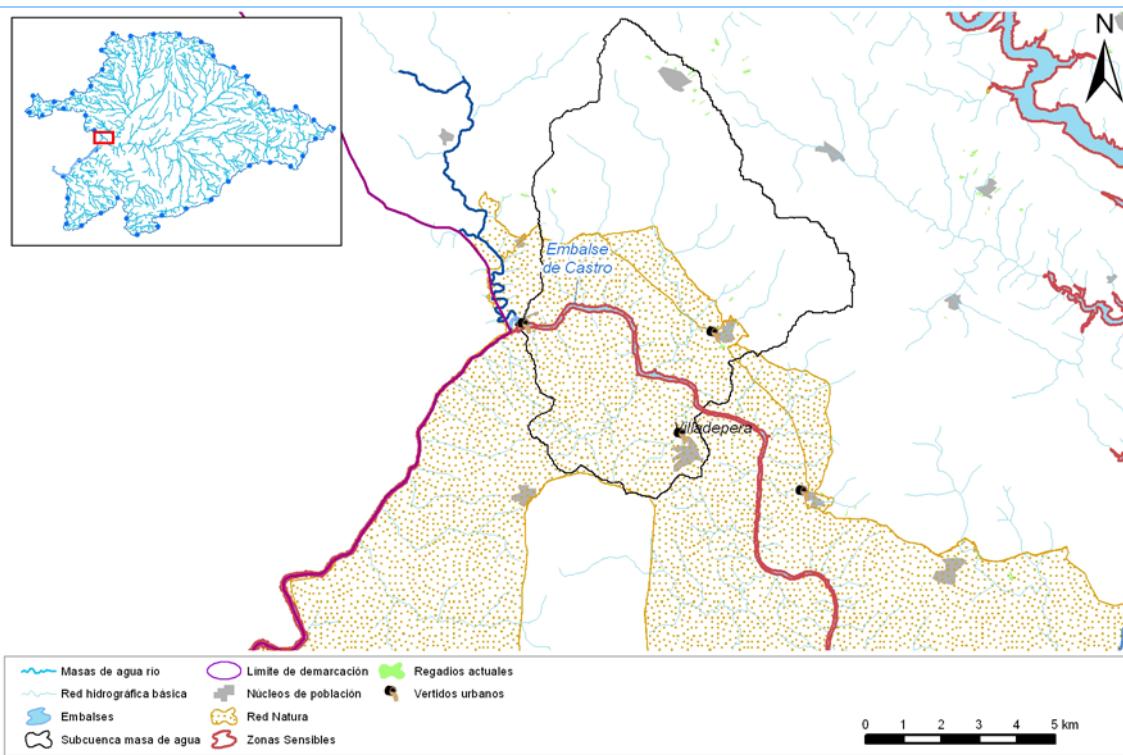 N
Embalse
de Castro
Villadepera
Masas de agua río
Límite de demarcación
Regadíos actuales
Red hidrográfica básica
Núcleos de población
Vertidos urbanos
Embalses
Red Natura
Subcuenca masa de agua
Zonas Sensibles
0 1 2 3 4 5 km